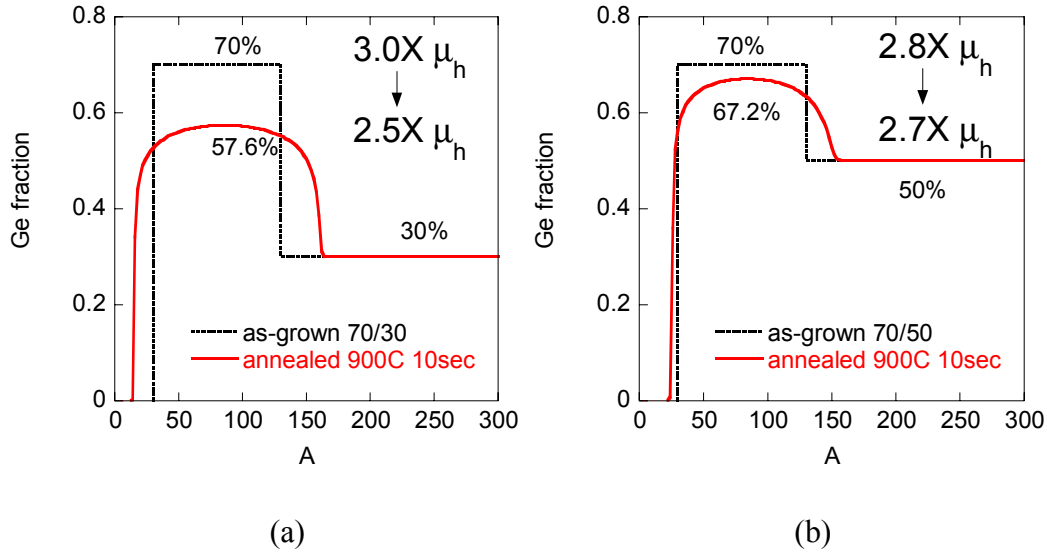 0.8
0.6
0.4
0.2
0
Ge fraction
70%
3.0X μh
2.5X μh
57.6%
30%
as-grown 70/30
annealed 900C 10sec
0 50 100 150 200 250 300
A
(a)
0.8
0.6
0.4
0.2
0
Ge fraction
70%
2.8X μh
2.7X μh
67.2%
50%
as-grown 70/50
annealed 900C 10sec
0 50 100 150 200 250 300
A
(b)